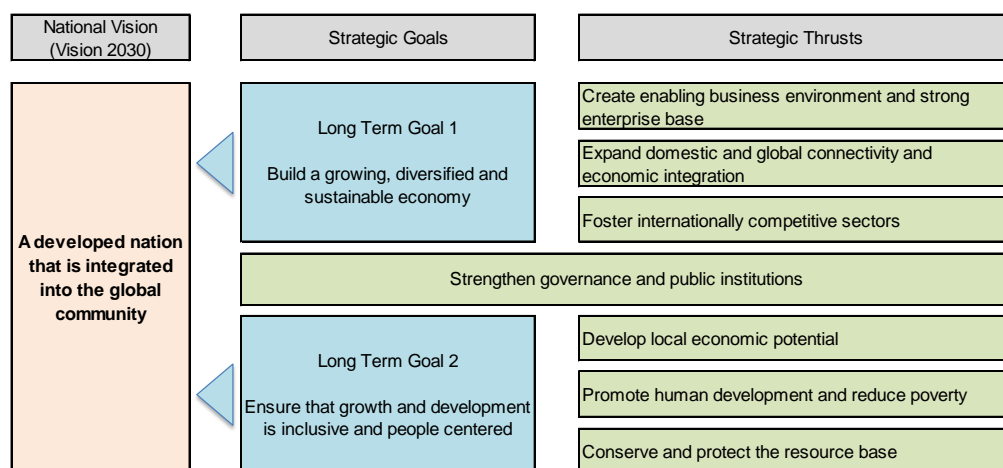 National Vision
(Vision 2030)
Strategic Goals
Strategic Thrusts
A developed nation
that is integrated
into the global
community
Long Term Goal 1
Build a growing, diversified and
sustainable economy
Create enabling business environment and strong
enterprise base
Expand domestic and global connectivity and
economic integration
Foster internationally competitive sectors
Strengthen governance and public institutions
Long Term Goal 2
Ensure that growth and development
is inclusive and people centered
Develop local economic potential
Promote human development and reduce poverty
Conserve and protect the resource base